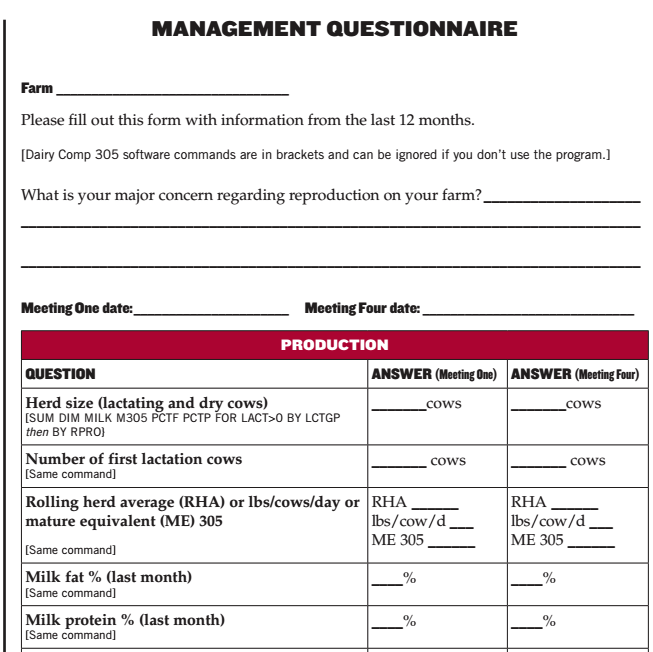 MANAGEMENT QUESTIONNAIRE
Farm ______________________________
Please fill out this form with information from the last 12 months.
[Dairy Comp 305 software commands are in brackets and can be ignored if you don't use the program.]
What is your major concern regarding reproduction on your farm?____________________
________________________________________________________________________________
________________________________________________________________________________
Meeting One date:____________________ Meeting Four date: ___________________________
PRODUCTION
QUESTION ANSWER (Meeting One) ANSWER (Meeting Four)
Herd size (lactating and dry cows) _______cows _______cows
[SUM DIM MILK M305 PCTF PCTP FOR LACT>0 BY LCTGP
then BY RPRO}
Number of first lactation cows _______ cows _______ cows
[Same command]
Rolling herd average (RHA) or lbs/cows/day or RHA ______ RHA ______
mature equivalent (ME) 305 lbs/cow/d ___ lbs/cow/d ___
ME 305 ______ ME 305 ______
[Same command]
Milk fat % (last month) ____% ____%
[Same command]
Milk protein % (last month) ____% ____%
[Same command]